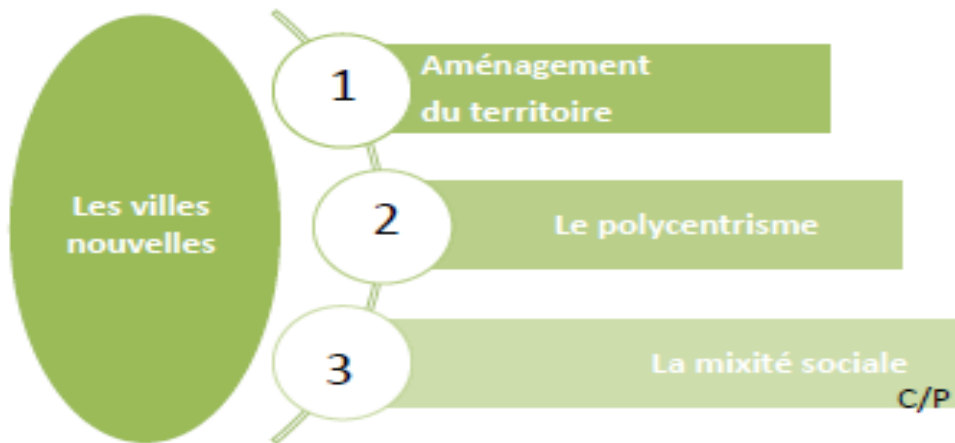 Les villes
nouvelles
1
Aménagement
du territoire
2
Le polycentrisme
3
La mixité sociale
C/P